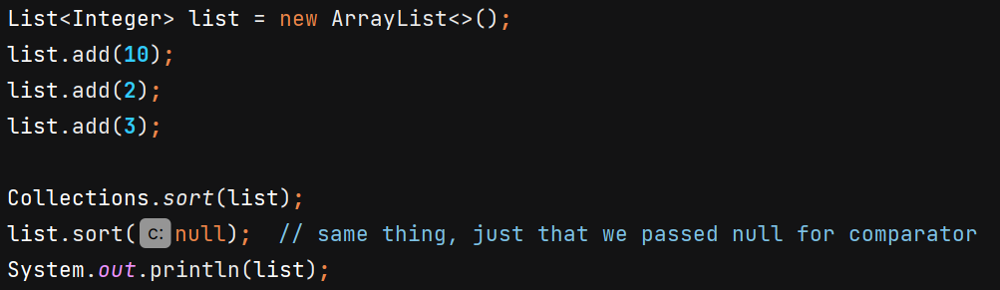 List<Integer> list = new ArrayList<>();
list.add(10);
list.add(2);
list.add(3);
Collections.sort(list);
list.sort( c: null);  // same thing, just that we passed null for comparator
System.out.println(list);